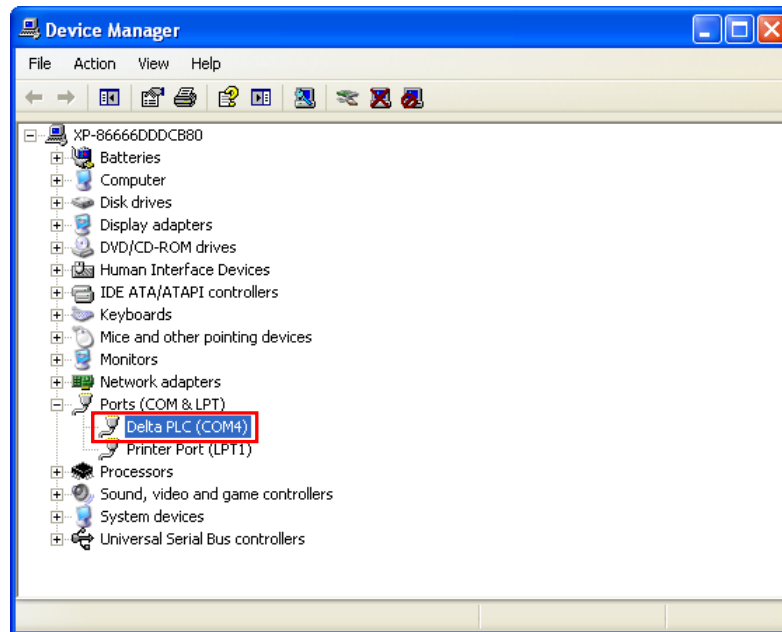 Device Manager
File Action View Help
XP-86666DDDCB80
Batteries
Computer
Disk drives
Display adapters
DVD/CD-ROM drives
Human Interface Devices
IDE ATA/ATAPI controllers
Keyboards
Mice and other pointing devices
Monitors
Network adapters
Ports (COM & LPT)
Delta PLC (COM4)
Printer Port (LPT1)
Processors
Sound, video and game controllers
System devices
Universal Serial Bus controllers